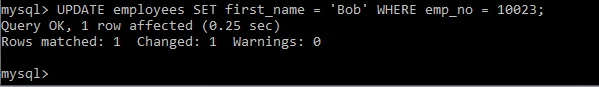 mysql> UPDATE employees SET first_name = 'Bob' WHERE emp_no = 10023;
Query OK, 1 row affected (0.25 sec)
Rows matched: 1  Changed: 1  Warnings: 0
mysql>